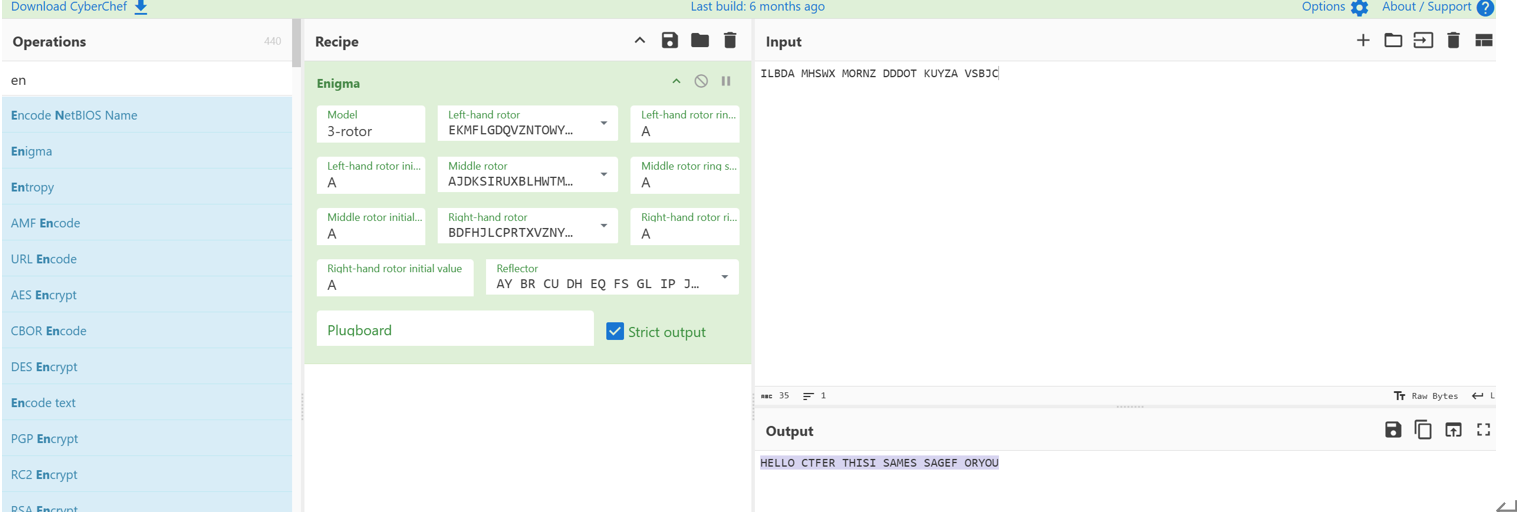 Download CyberChef
Last build: 6 months ago
Options
About / Support
Operations
440
en
Encode NetBIOS Name
Enigma
Entropy
AMF Encode
URL Encode
AES Encrypt
CBOR Encode
DES Encrypt
Encode text
PGP Encrypt
RC2 Encrypt
RSA Encrypt
Recipe
Enigma
Model
3-rotor
Left-hand rotor
EKMFLGDQVZNTOWY…
Left-hand rotor rin…
A
Left-hand rotor ini…
A
Middle rotor
AJDKSIRUXBLHWTM…
Middle rotor ring s…
A
Middle rotor initial…
A
Right-hand rotor
BDFHJLCPRTXVZNY…
Right-hand rotor ri…
A
Right-hand rotor initial value
A
Reflector
AY BR CU DH EQ FS GL IP J…
Plugboard
Strict output
Input
ILBDA MHSWX MORNZ DDDOT KUYZA VSBJC
ABC 35
1
Tт Raw Bytes
L
Output
HELLO CTFER THISI SAMES SAGEF ORYOU